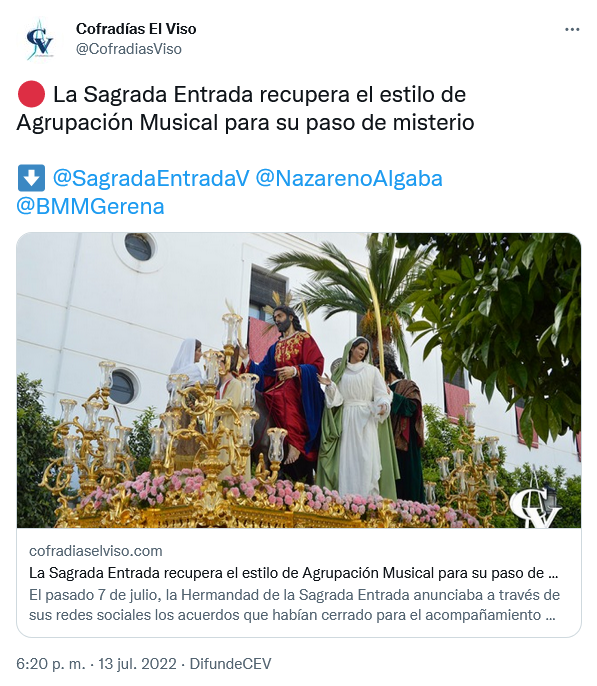 Cofradías El Viso
@CofradiasViso
La Sagrada Entrada recupera el estilo de
Agrupación Musical para su paso de misterio
@SagradaEntradaV @NazarenoAlgaba
@BMMGerena
cofradiaselviso.com
La Sagrada Entrada recupera el estilo de Agrupación Musical para su paso de ...
El pasado 7 de julio, la Hermandad de la Sagrada Entrada anunciaba a través de
sus redes sociales los acuerdos que habían cerrado para el acompañamiento ...
6:20 p. m. · 13 jul. 2022 · DifundeCEV